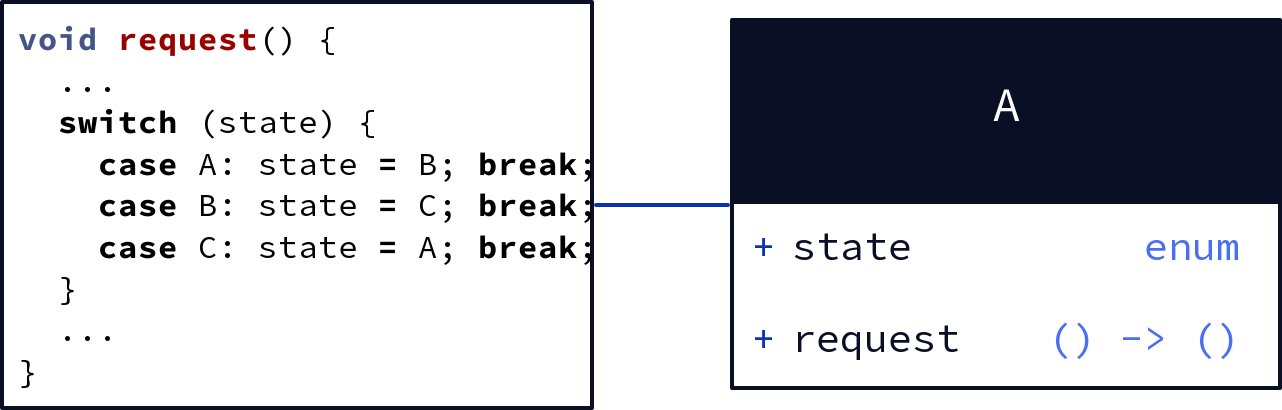 void request() {
  ...
  switch (state) {
    case A: state = B; break;
    case B: state = C; break;
    case C: state = A; break;
  }
  ...
}
A
+ state enum
+ request () -> ()